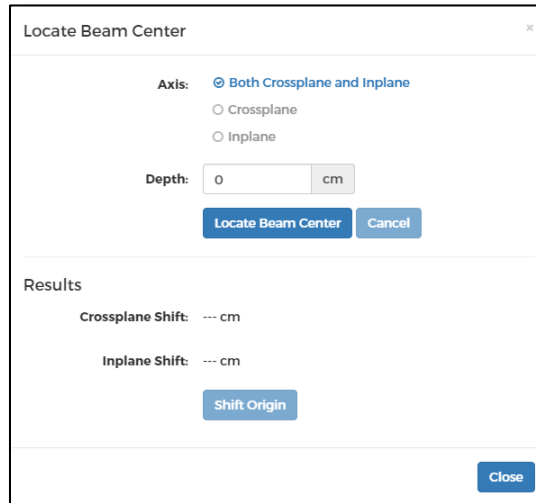 Locate Beam Center ×
Axis: Both Crossplane and Inplane
Crossplane
Inplane
Depth: 0 cm
Locate Beam Center Cancel
Results
Crossplane Shift: --- cm
Inplane Shift: --- cm
Shift Origin
Close